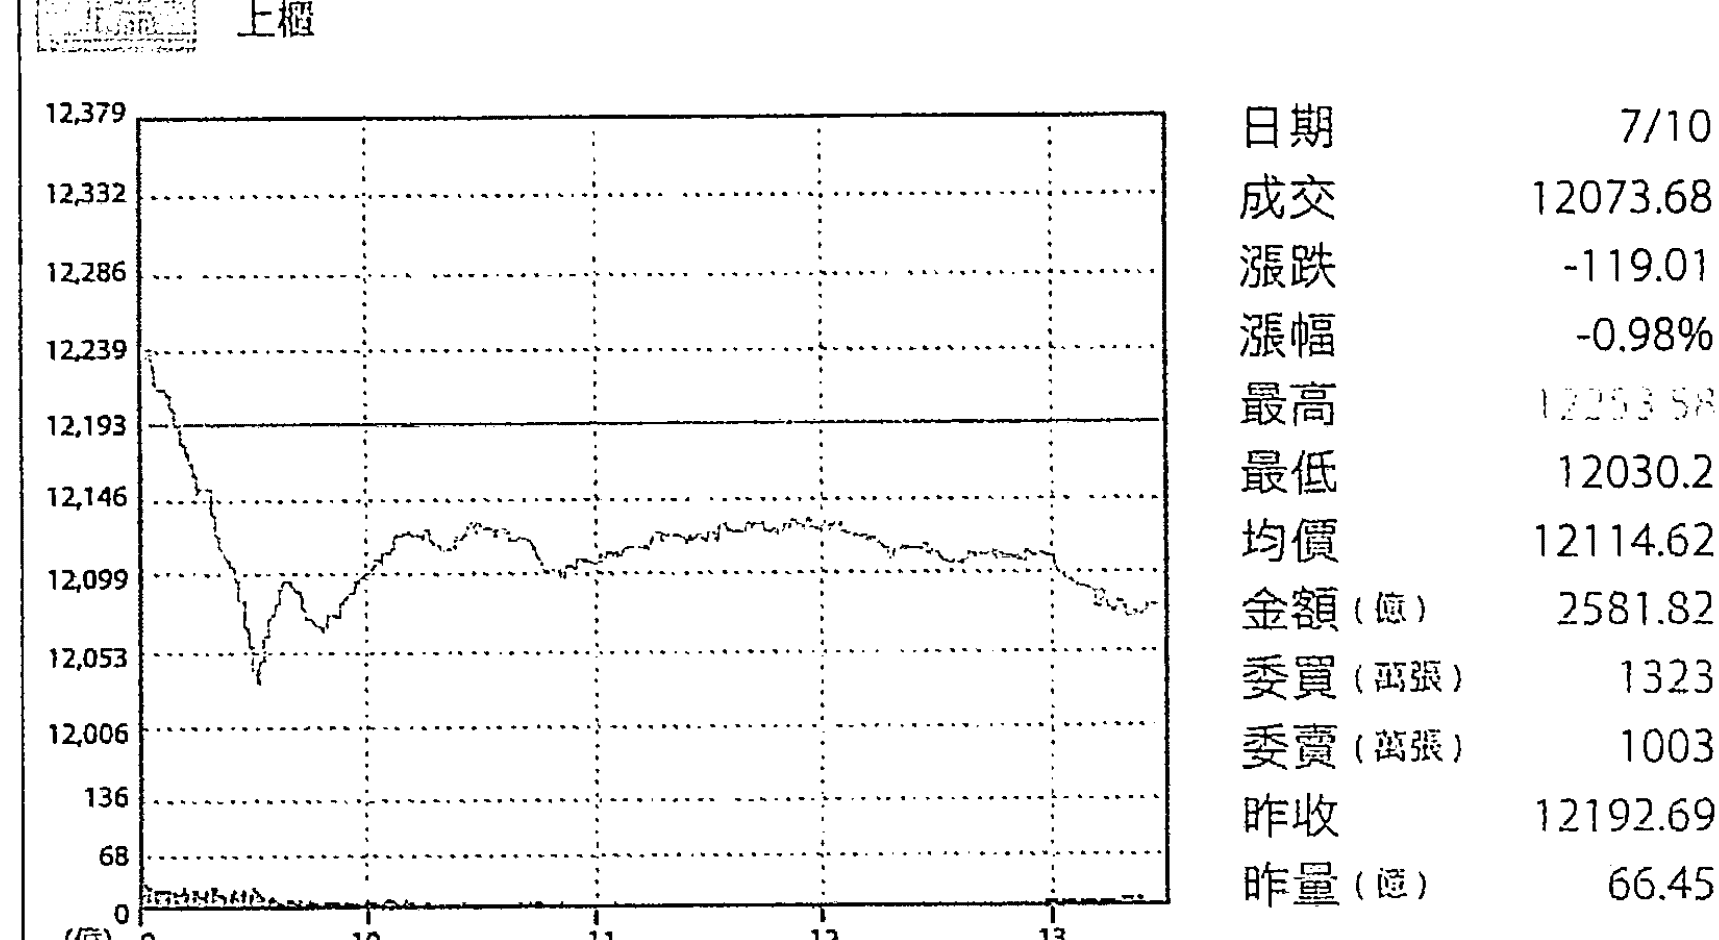 上櫃
12,379
12,332
12,286
12,239
12,193
12,146
12,099
12,053
12,006
136
68
0
(億) 9 10 11 12 13
日期 7/10
成交 12073.68
漲跌 -119.01
漲幅 -0.98%
最高 12253.58
最低 12030.2
均價 12114.62
金額(億) 2581.82
委買(萬張) 1323
委賣(萬張) 1003
昨收 12192.69
昨量(億) 66.45